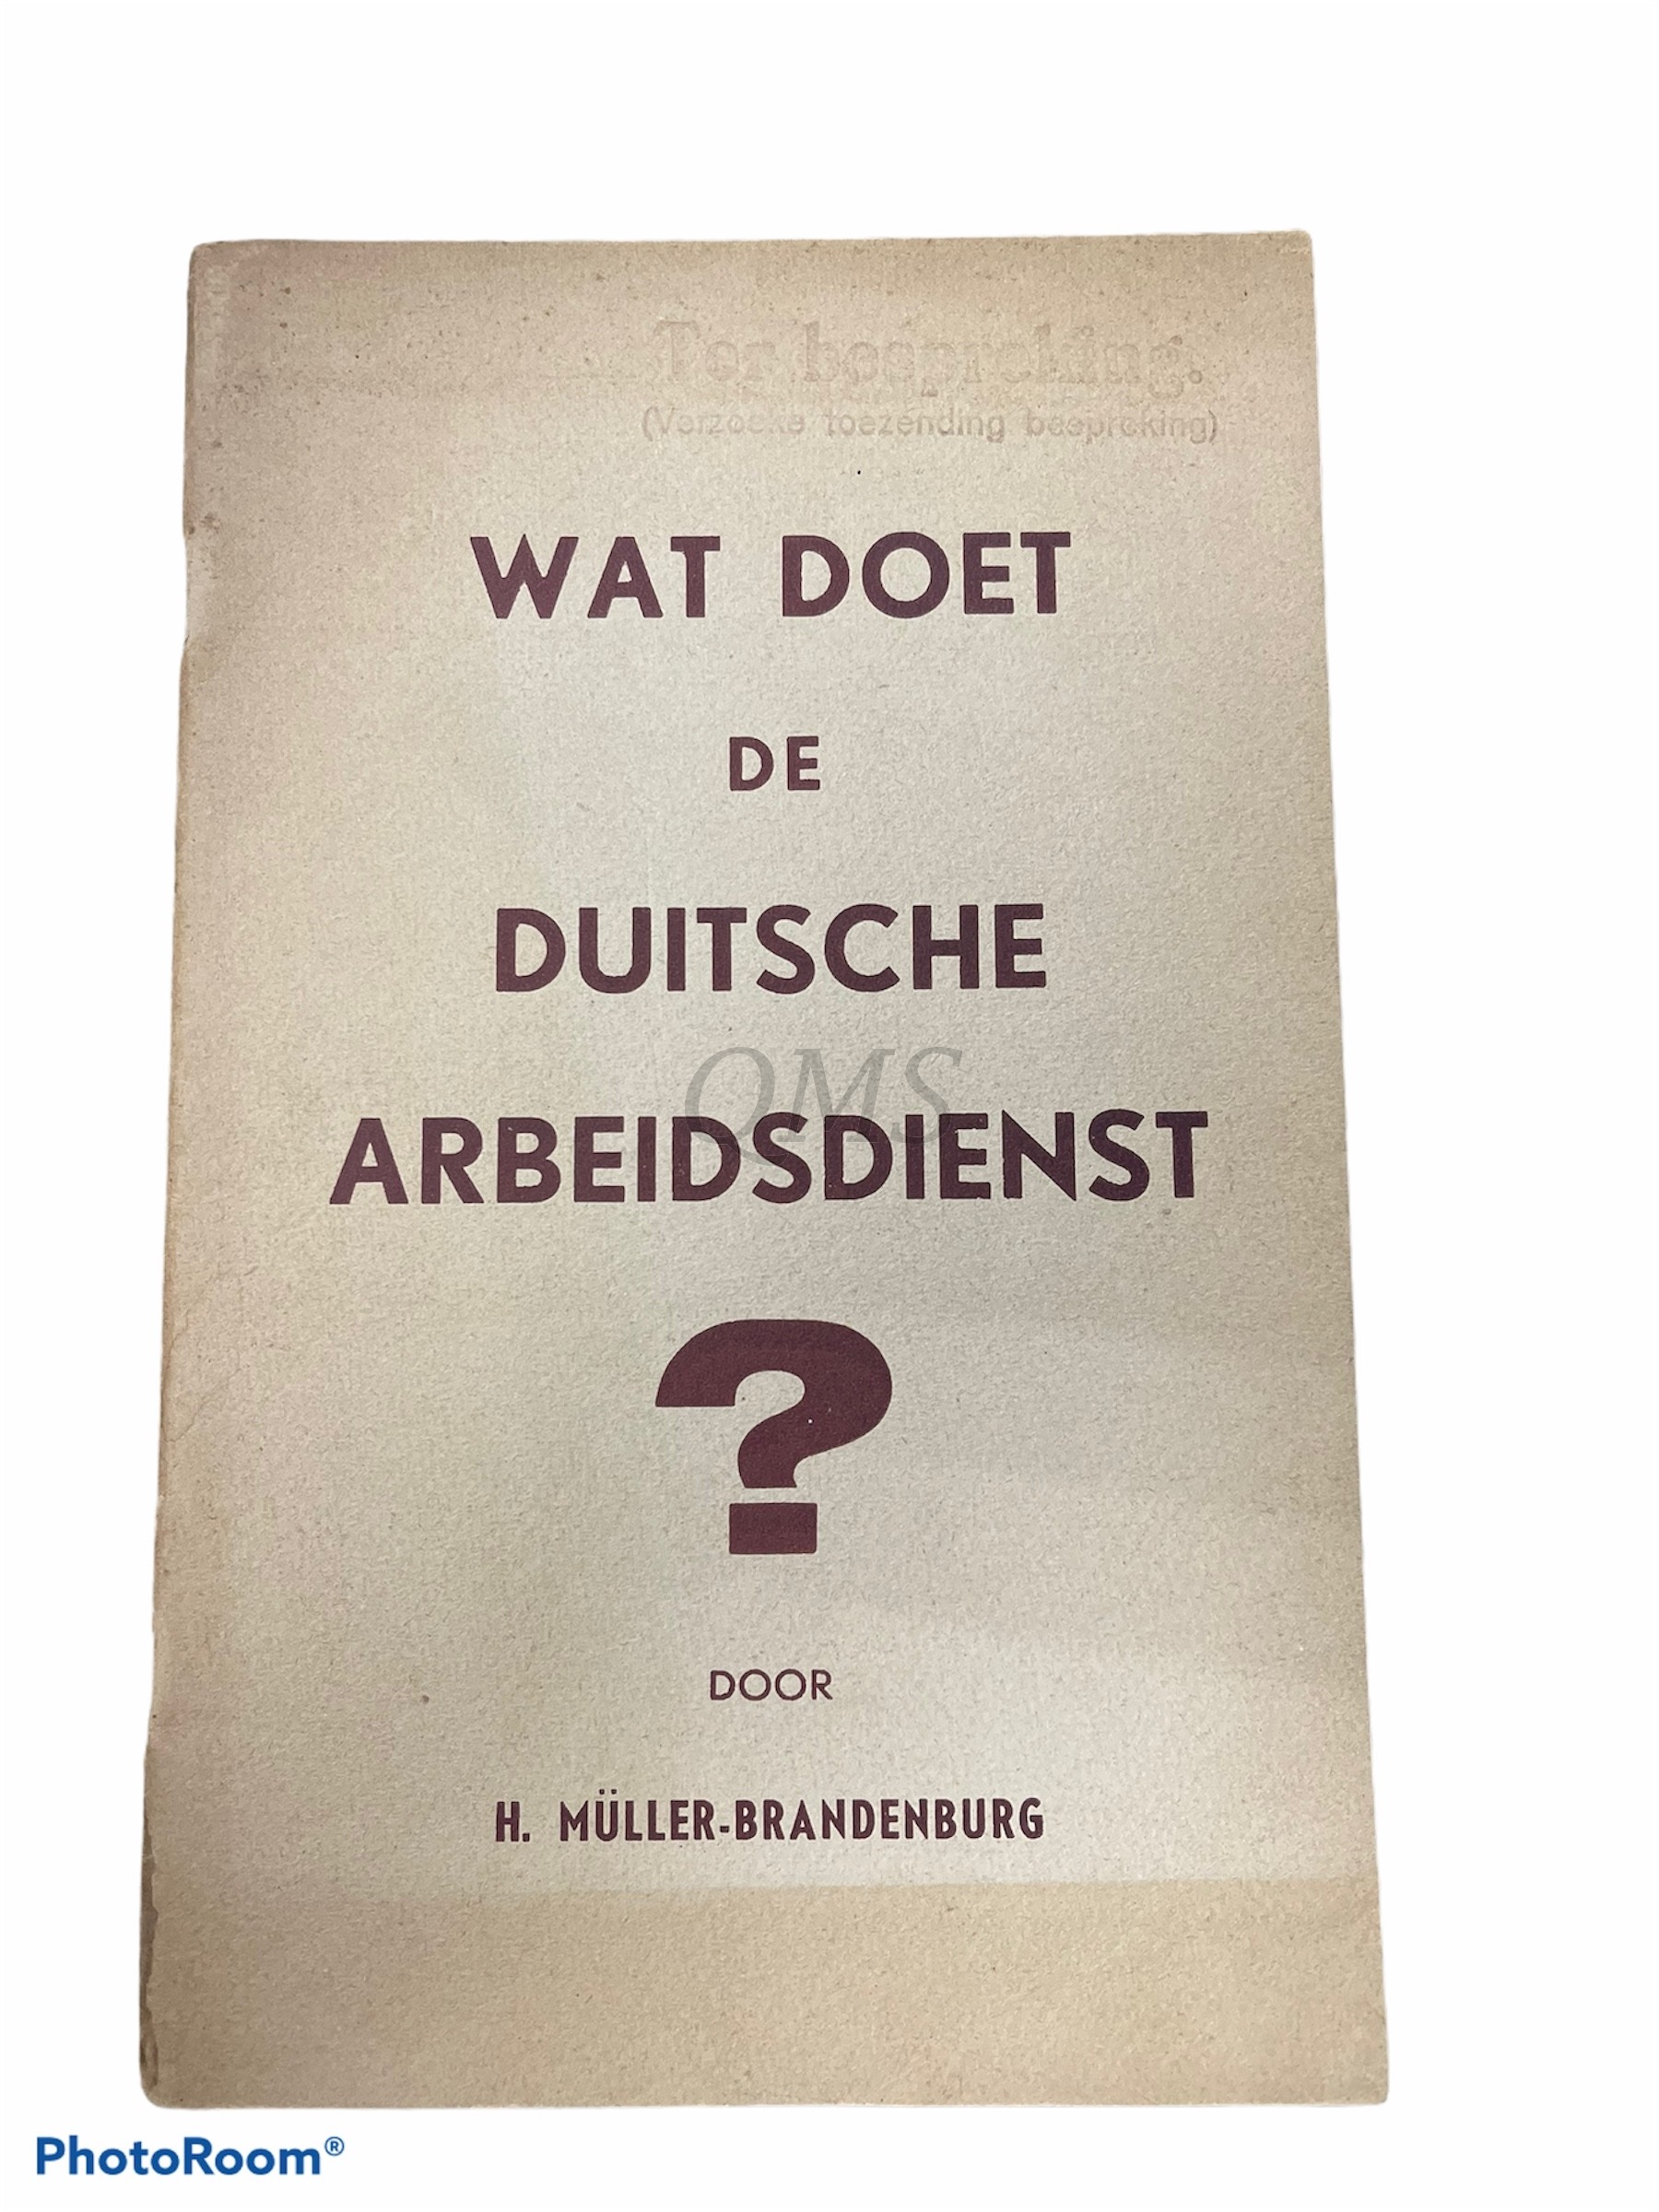 Ter bespreking.
(Verzoeke toezending bespreking)
WAT DOET
DE
DUITSCHE
QMS
ARBEIDSDIENST
?
DOOR
H. MÜLLER-BRANDENBURG
PhotoRoom®